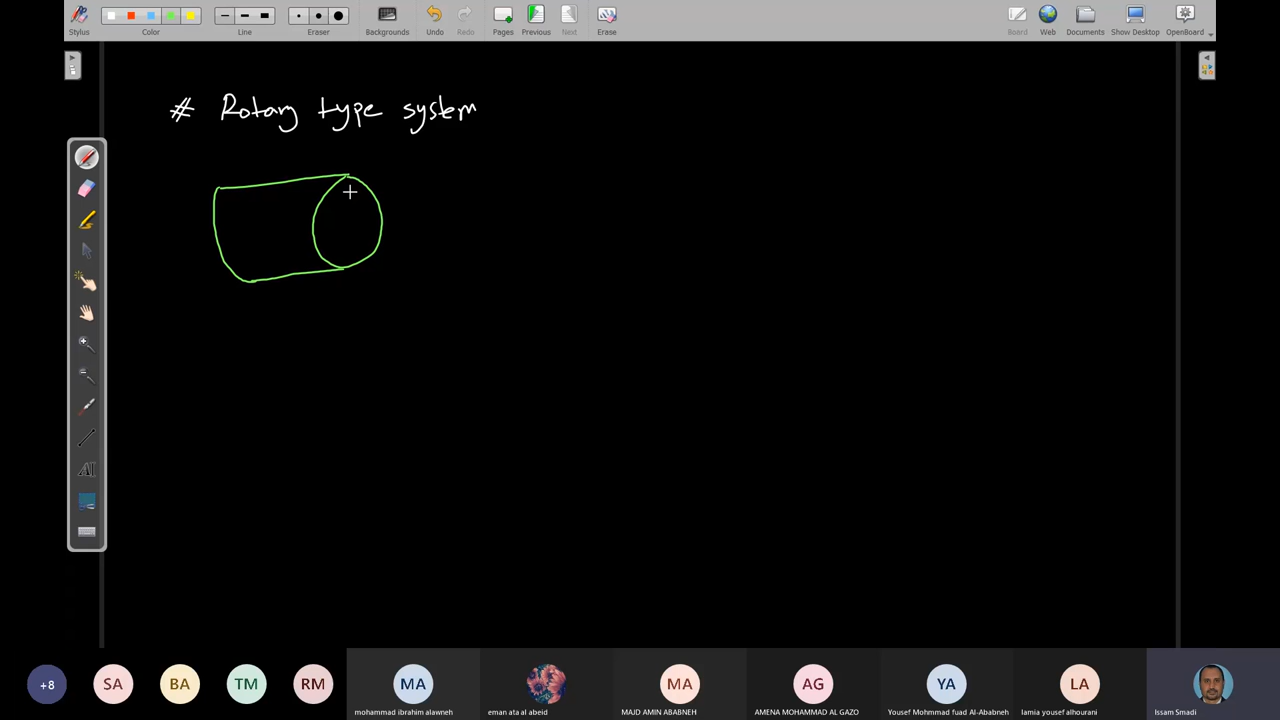 Stylus Color Line Eraser Backgrounds Undo Redo Pages Previous Next Erase Board Web Documents Show Desktop OpenBoard
# Rotary type system
AI
+8 SA BA TM RM MA MA AG YA LA
mohammad ibrahim alawneh eman ata al abeid MAJD AMIN ABABNEH AMENA MOHAMMAD AL GAZO Yousef Mohmmad fuad Al-Ababneh lamia yousef alhourani Issam Smadi